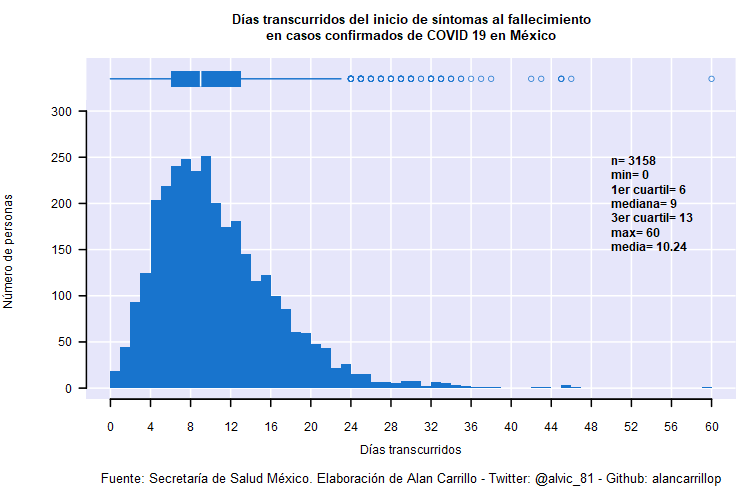 Días transcurridos del inicio de síntomas al fallecimiento
en casos confirmados de COVID 19 en México
300
250
200
150
100
50
0
Número de personas
n= 3158
min= 0
1er cuartil= 6
mediana= 9
3er cuartil= 13
max= 60
media= 10.24
0 4 8 12 16 20 24 28 32 36 40 44 48 52 56 60
Días transcurridos
Fuente: Secretaría de Salud México. Elaboración de Alan Carrillo - Twitter: @alvic_81 - Github: alancarrillop